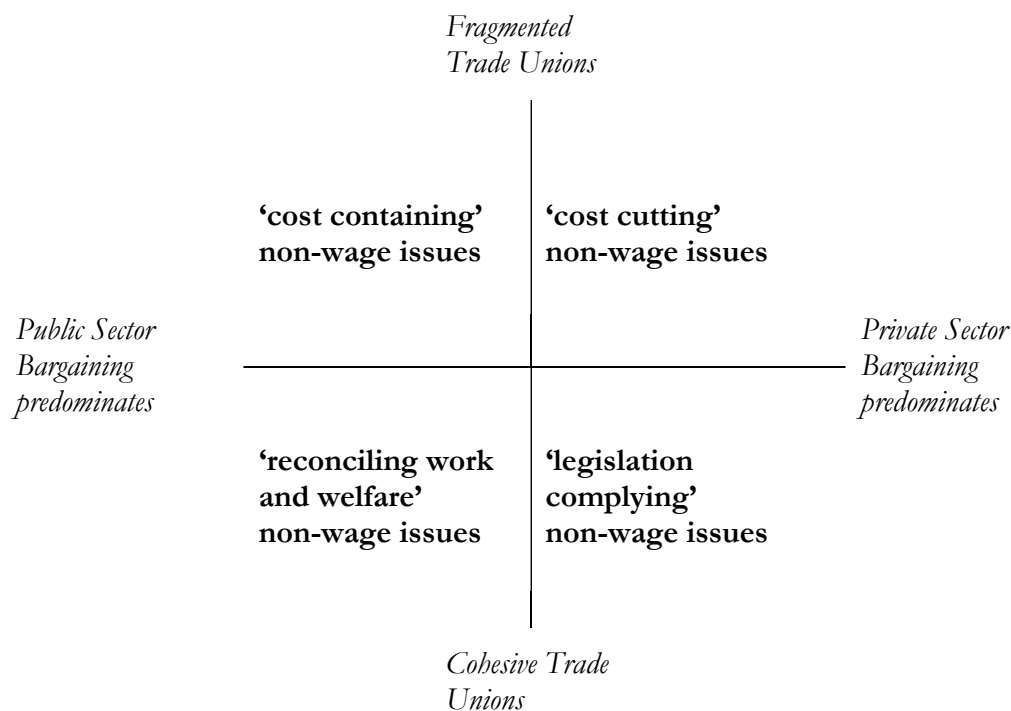 Fragmented
Trade Unions
‘cost containing’
non-wage issues
‘cost cutting’
non-wage issues
Public Sector
Bargaining
predominates
Private Sector
Bargaining
predominates
‘reconciling work
and welfare’
non-wage issues
‘legislation
complying’
non-wage issues
Cohesive Trade
Unions